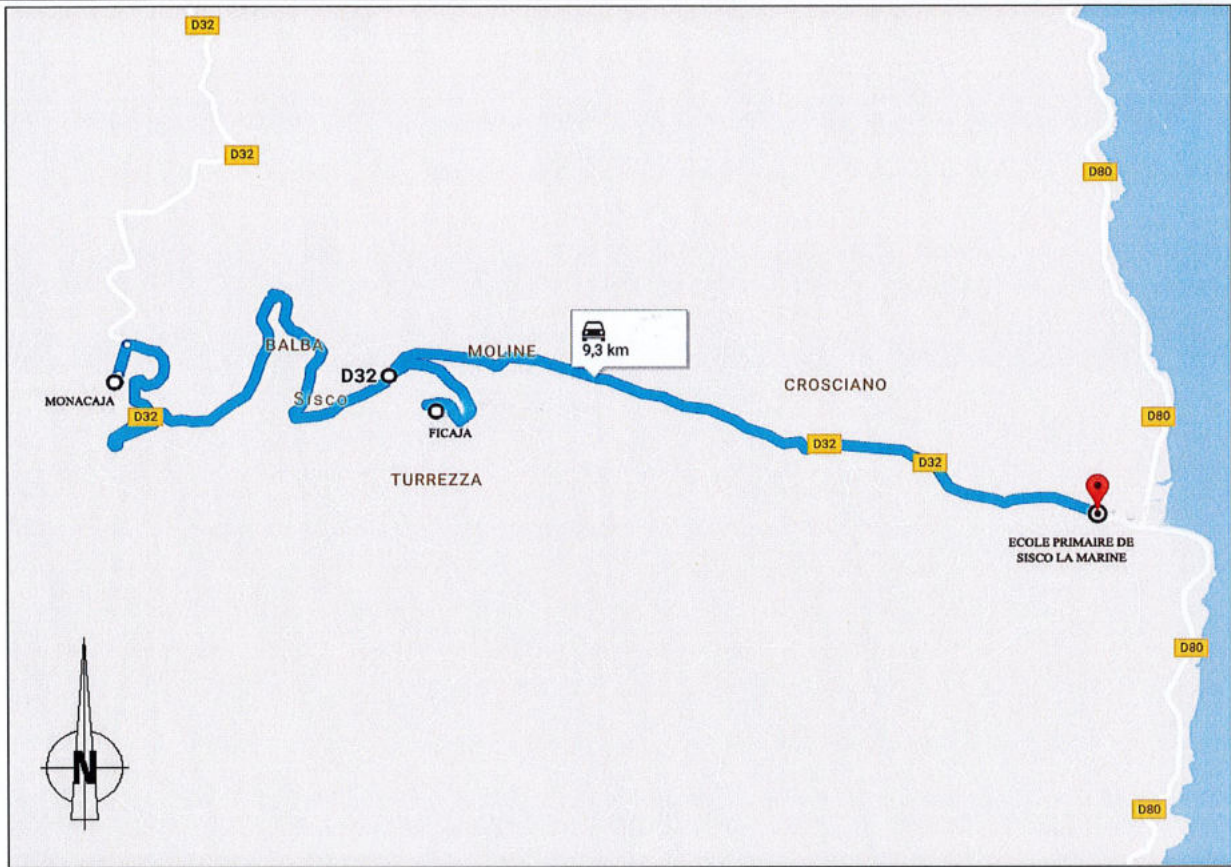 D32
D32
D80
9,3 km
BALBA
MOLINE
D32
CROSCIANO
MONACAJA
Sisco
D32
FICAJA
D80
D32
D32
TURREZZA
ECOLE PRIMAIRE DE
SISCO LA MARINE
D80
N
D80